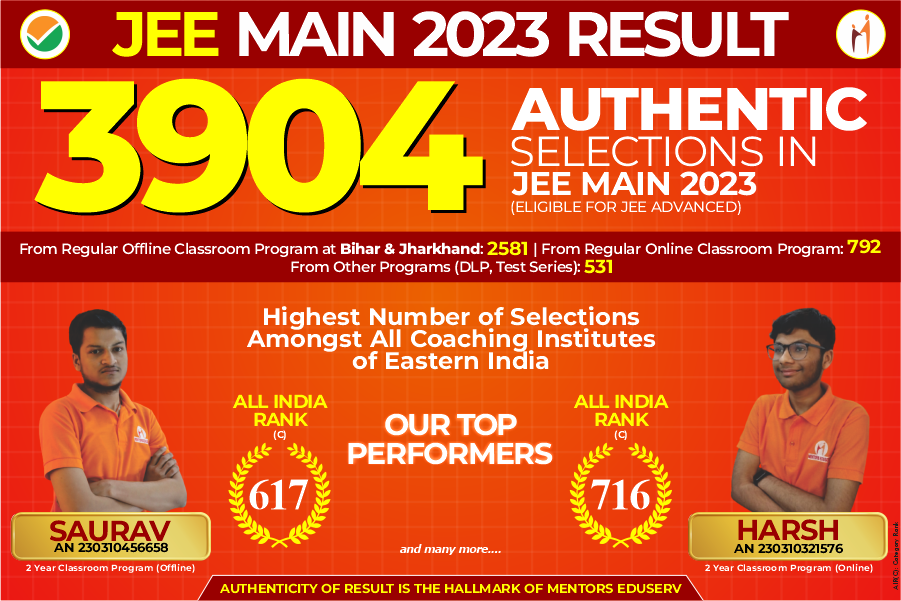 JEE MAIN 2023 RESULT
3904
AUTHENTIC
SELECTIONS IN
JEE MAIN 2023
(ELIGIBLE FOR JEE ADVANCED)
From Regular Offline Classroom Program at Bihar & Jharkhand: 2581 | From Regular Online Classroom Program: 792
From Other Programs (DLP, Test Series): 531
Highest Number of Selections
Amongst All Coaching Institutes
of Eastern India
ALL INDIA
RANK
(C)
617
OUR TOP
PERFORMERS
ALL INDIA
RANK
(C)
716
SAURAV
AN 230310456658
2 Year Classroom Program (Offline)
and many more....
HARSH
AN 230310321576
2 Year Classroom Program (Online)
AIR(C): Category Rank
AUTHENTICITY OF RESULT IS THE HALLMARK OF MENTORS EDUSERV